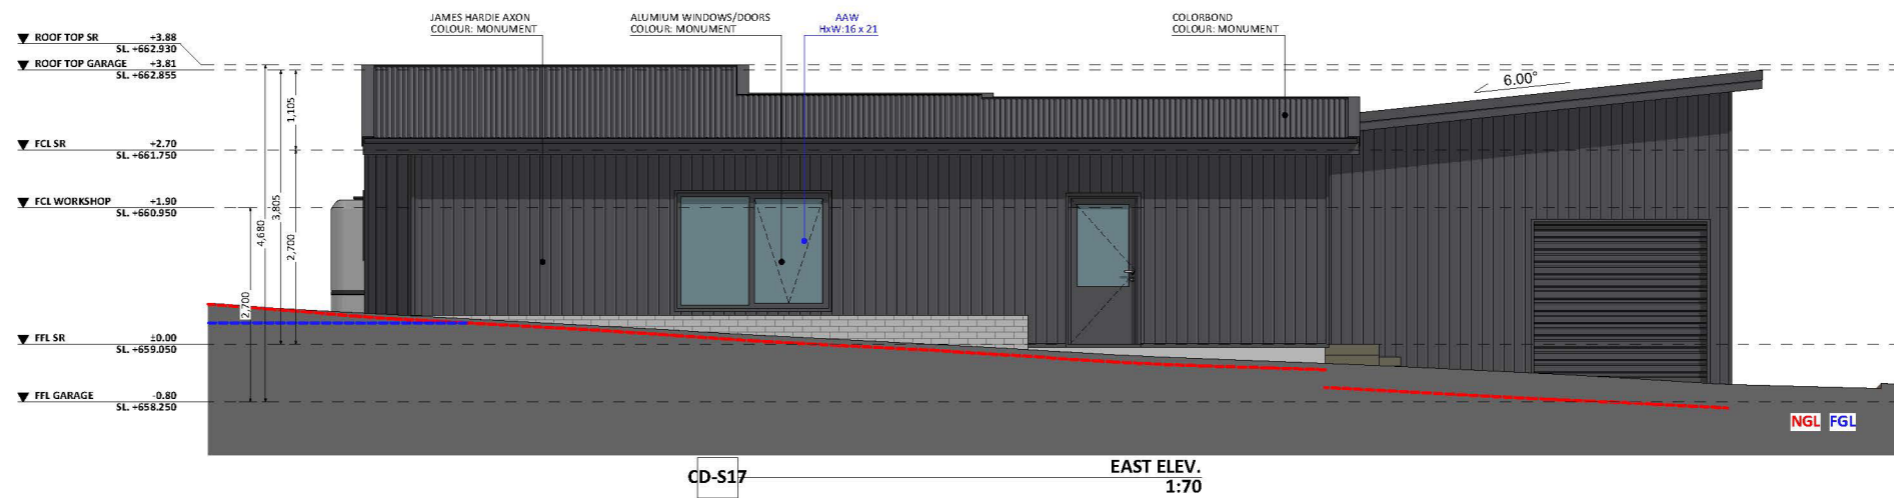 JAMES HARDIE AXON
COLOUR: MONUMENT
ALUMIUM WINDOWS/DOORS
COLOUR: MONUMENT
AAW
HxW:16 x 21
COLORBOND
COLOUR: MONUMENT
ROOF TOP SR +3.88
SL. +662.930
ROOF TOP GARAGE +3.81
SL. +662.855
6.00°
1,105
FCL SR +2.70
SL. +661.750
FCL WORKSHOP +1.90
SL. +660.950
3,805
4,680
2,700
2,700
FFL SR ±0.00
SL. +659.050
FFL GARAGE -0.80
SL. +658.250
NGL FGL
EAST ELEV.
CD-S17
1:70